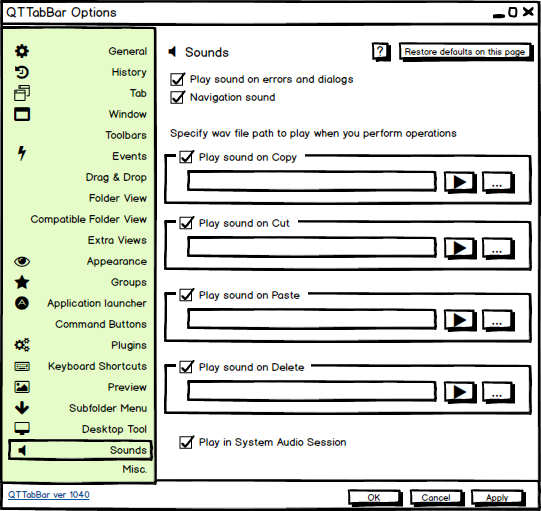 QTTabBar Options
General
History
Tab
Window
Toolbars
Events
Drag & Drop
Folder View
Compatible Folder View
Extra Views
Appearance
Groups
Application launcher
Command Buttons
Plugins
Keyboard Shortcuts
Preview
Subfolder Menu
Desktop Tool
Sounds
Misc.
Sounds
?
Restore defaults on this page
Play sound on errors and dialogs
Navigation sound
Specify wav file path to play when you perform operations
Play sound on Copy
...
Play sound on Cut
...
Play sound on Paste
...
Play sound on Delete
...
Play in System Audio Session
QTTabBar ver 1040
OK
Cancel
Apply